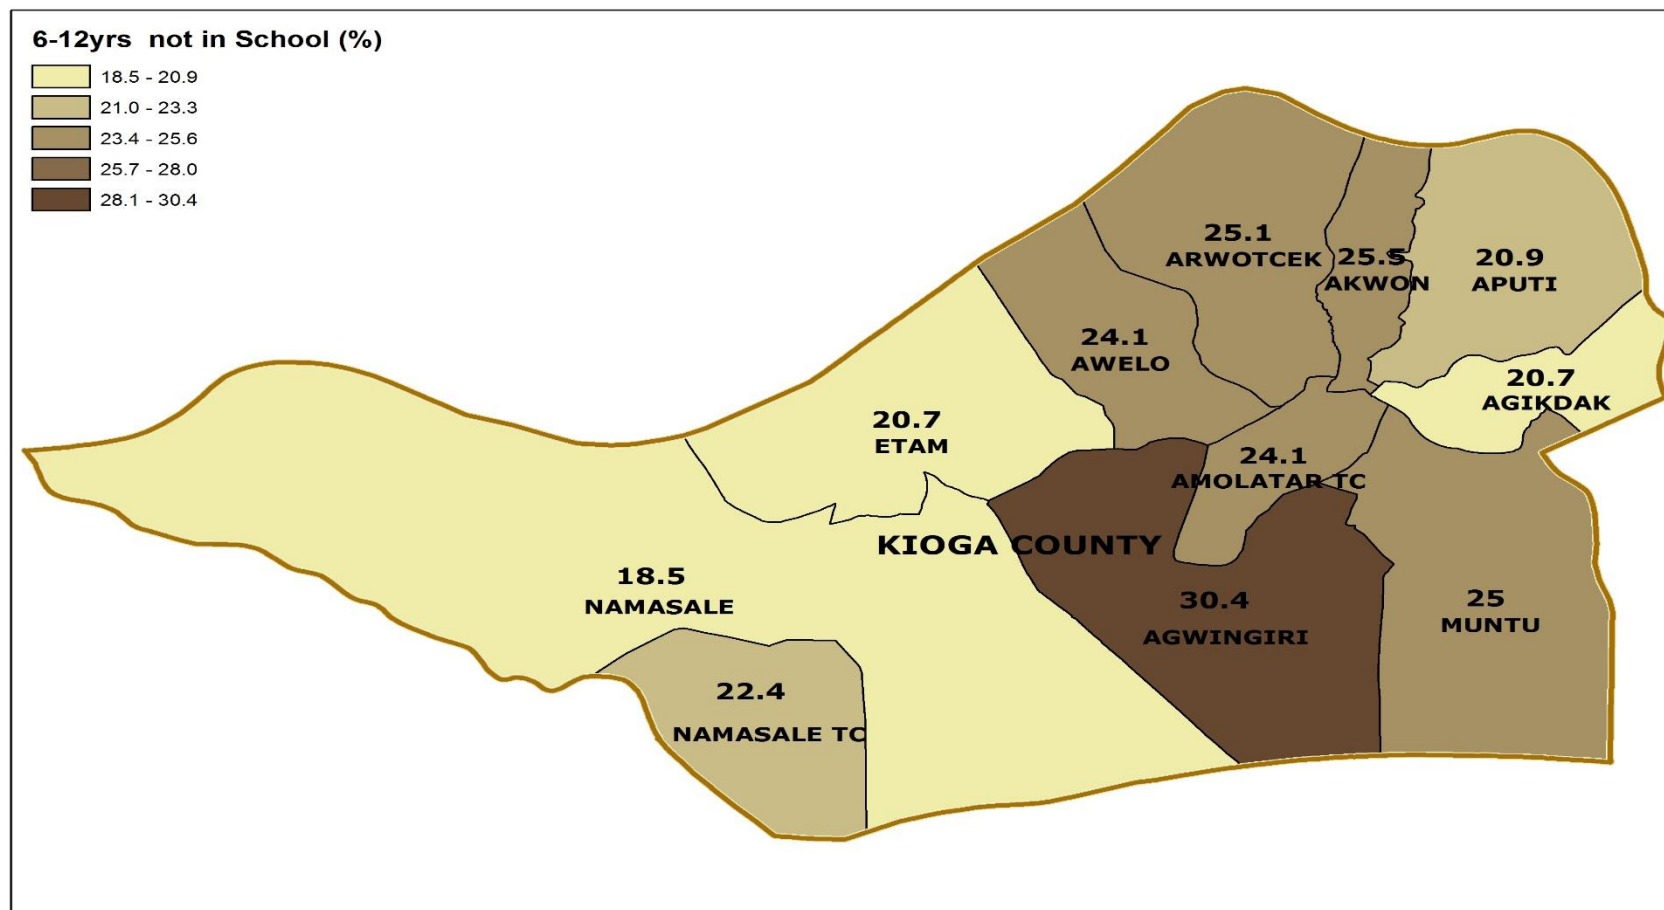 6-12yrs  not in School (%)
18.5 - 20.9
21.0 - 23.3
23.4 - 25.6
25.7 - 28.0
28.1 - 30.4
25.1
ARWOTCEK
25.5
AKWON
20.9
APUTI
24.1
AWELO
20.7
AGIKDAK
20.7
ETAM
24.1
AMOLATAR TC
KIOGA COUNTY
18.5
NAMASALE
30.4
AGWINGIRI
25
MUNTU
22.4
NAMASALE TC